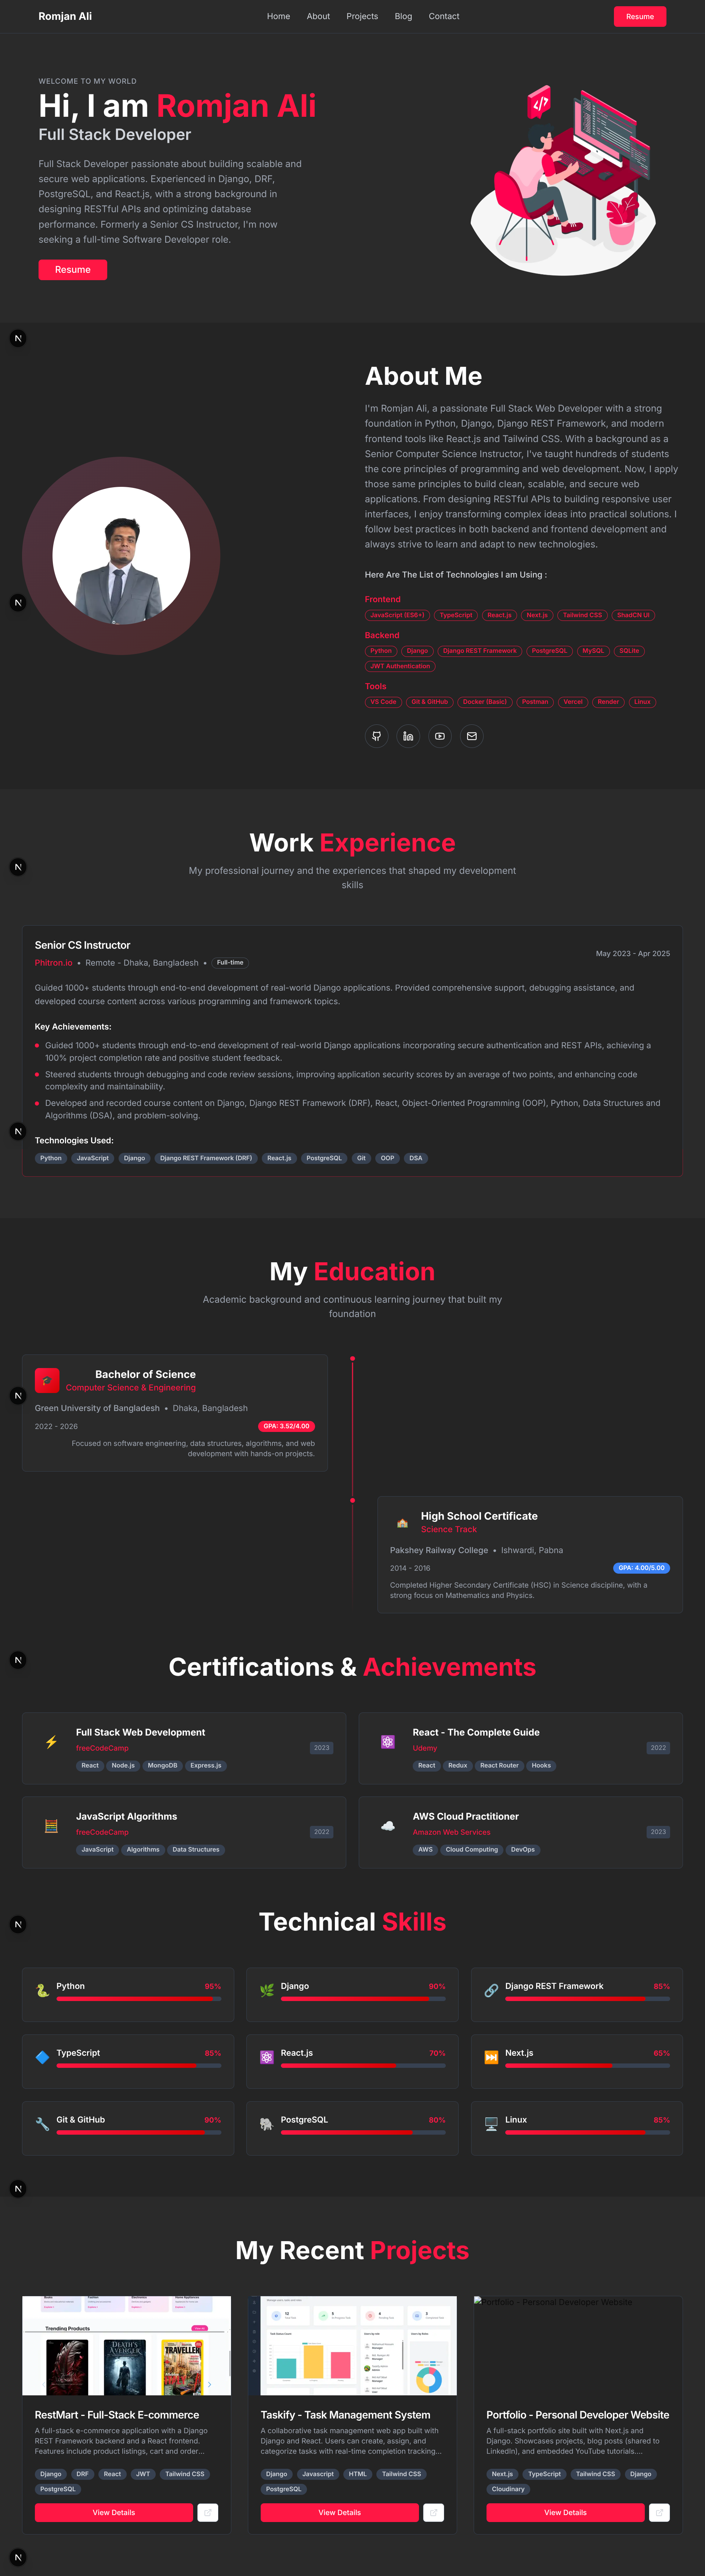 Romjan Ali
Home About Projects Blog Contact
Resume
WELCOME TO MY WORLD
Hi, I am Romjan Ali
Full Stack Developer
Full Stack Developer passionate about building scalable and
secure web applications. Experienced in Django, DRF,
PostgreSQL, and React.js, with a strong background in
designing RESTful APIs and optimizing database
performance. Formerly a Senior CS Instructor, I'm now
seeking a full-time Software Developer role.
Resume
N
About Me
I'm Romjan Ali, a passionate Full Stack Web Developer with a strong
foundation in Python, Django, Django REST Framework, and modern
frontend tools like React.js and Tailwind CSS. With a background as a
Senior Computer Science Instructor, I've taught hundreds of students
the core principles of programming and web development. Now, I apply
those same principles to build clean, scalable, and secure web
applications. From designing RESTful APIs to building responsive user
interfaces, I enjoy transforming complex ideas into practical solutions. I
follow best practices in both backend and frontend development and
always strive to learn and adapt to new technologies.
Here Are The List of Technologies I am Using :
N
Frontend
JavaScript (ES6+) TypeScript React.js Next.js Tailwind CSS ShadCN UI
Backend
Python Django Django REST Framework PostgreSQL MySQL SQLite
JWT Authentication
Tools
VS Code Git & GitHub Docker (Basic) Postman Vercel Render Linux
Work Experience
N
My professional journey and the experiences that shaped my development
skills
Senior CS Instructor
May 2023 - Apr 2025
Phitron.io • Remote - Dhaka, Bangladesh • Full-time
Guided 1000+ students through end-to-end development of real-world Django applications. Provided comprehensive support, debugging assistance, and
developed course content across various programming and framework topics.
Key Achievements:
Guided 1000+ students through end-to-end development of real-world Django applications incorporating secure authentication and REST APIs, achieving a
100% project completion rate and positive student feedback.
Steered students through debugging and code review sessions, improving application security scores by an average of two points, and enhancing code
complexity and maintainability.
Developed and recorded course content on Django, Django REST Framework (DRF), React, Object-Oriented Programming (OOP), Python, Data Structures and
Algorithms (DSA), and problem-solving.
N
Technologies Used:
Python JavaScript Django Django REST Framework (DRF) React.js PostgreSQL Git OOP DSA
My Education
Academic background and continuous learning journey that built my
foundation
Bachelor of Science
Computer Science & Engineering
N
Green University of Bangladesh • Dhaka, Bangladesh
2022 - 2026
GPA: 3.52/4.00
Focused on software engineering, data structures, algorithms, and web
development with hands-on projects.
High School Certificate
Science Track
Pakshey Railway College • Ishwardi, Pabna
2014 - 2016
GPA: 4.00/5.00
Completed Higher Secondary Certificate (HSC) in Science discipline, with a
strong focus on Mathematics and Physics.
N
Certifications & Achievements
Full Stack Web Development
freeCodeCamp
2023
React Node.js MongoDB Express.js
React - The Complete Guide
Udemy
2022
React Redux React Router Hooks
JavaScript Algorithms
freeCodeCamp
2022
JavaScript Algorithms Data Structures
AWS Cloud Practitioner
Amazon Web Services
2023
AWS Cloud Computing DevOps
N
Technical Skills
Python 95%
Django 90%
Django REST Framework 85%
TypeScript 85%
React.js 70%
Next.js 65%
Git & GitHub 90%
PostgreSQL 80%
Linux 85%
N
My Recent Projects
Trending Products
DEATH'S
AVENGER
TRAVELLER
Portfolio - Personal Developer Website
RestMart - Full-Stack E-commerce
A full-stack e-commerce application with a Django
REST Framework backend and a React frontend.
Features include product listings, cart and order...
Django DRF React JWT Tailwind CSS
PostgreSQL
View Details
Taskify - Task Management System
A collaborative task management web app built with
Django and React. Users can create, assign, and
categorize tasks with real-time completion tracking...
Django Javascript HTML Tailwind CSS
PostgreSQL
View Details
Portfolio - Personal Developer Website
A full-stack portfolio site built with Next.js and
Django. Showcases projects, blog posts (shared to
LinkedIn), and embedded YouTube tutorials....
Next.js TypeScript Tailwind CSS Django
Cloudinary
View Details
N